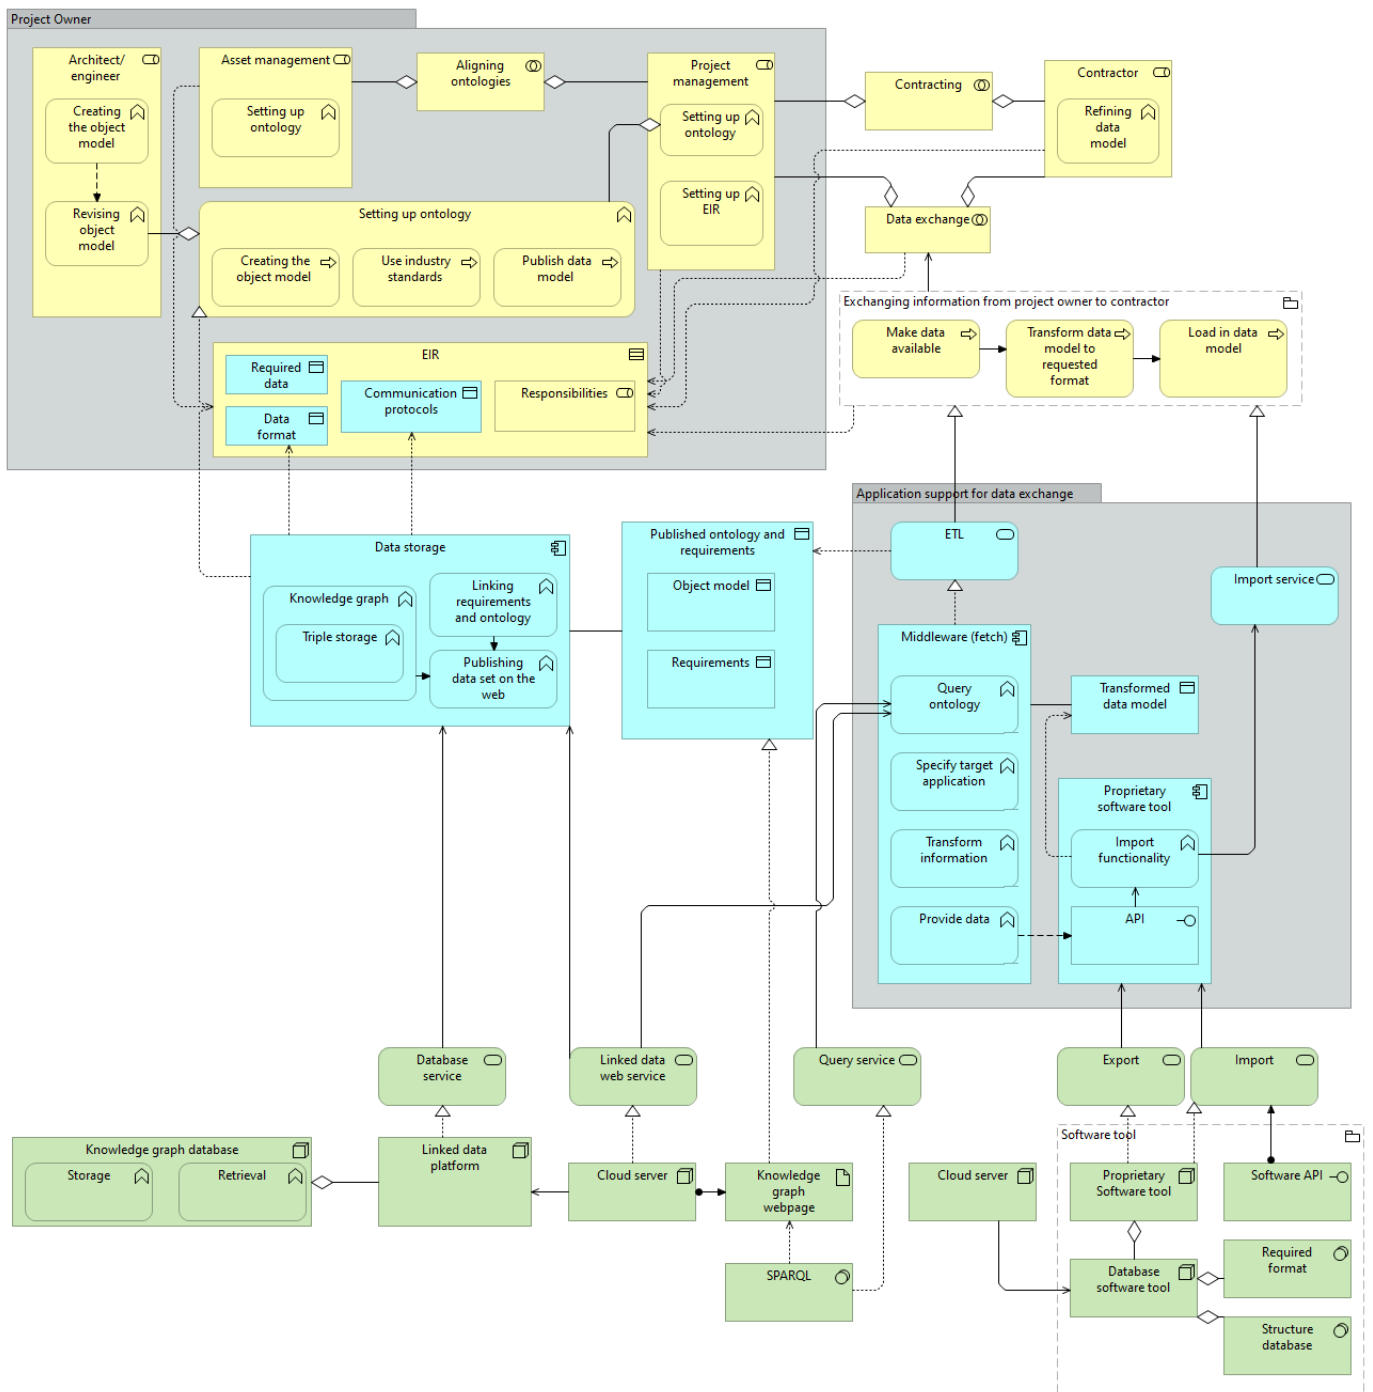 Project Owner
Architect/
engineer
Creating
the object
model
Revising
object
model
Asset management
Setting up
ontology
Aligning
ontologies
Project
management
Setting up
ontology
Setting up
EIR
Contracting
Contractor
Refining
data
model
Data exchange
Setting up ontology
Creating the
object model
Use industry
standards
Publish data
model
Exchanging information from project owner to contractor
Make data
available
Transform data
model to
requested
format
Load in data
model
EIR
Required
data
Data
format
Communication
protocols
Responsibilities
Application support for data exchange
ETL
Import service
Data storage
Knowledge graph
Triple storage
Linking
requirements
and ontology
Publishing
data set on the
web
Published ontology and
requirements
Object model
Requirements
Middleware (fetch)
Query
ontology
Specify target
application
Transform
information
Provide data
Transformed
data model
Proprietary
software tool
Import
functionality
API
Database
service
Linked data
web service
Query service
Export
Import
Software tool
Knowledge graph database
Storage
Retrieval
Linked data
platform
Cloud server
Knowledge
graph
webpage
SPARQL
Cloud server
Proprietary
Software tool
Software API
Database
software tool
Required
format
Structure
database